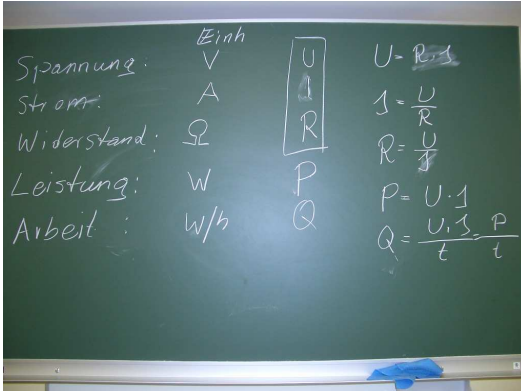 Einh
Spannung: V U U = R · I
Strom: A I I = U/R
Widerstand: Ω R R = U/I
Leistung: W P P = U · I
Arbeit : W/h Q Q = U · I / t = P / t